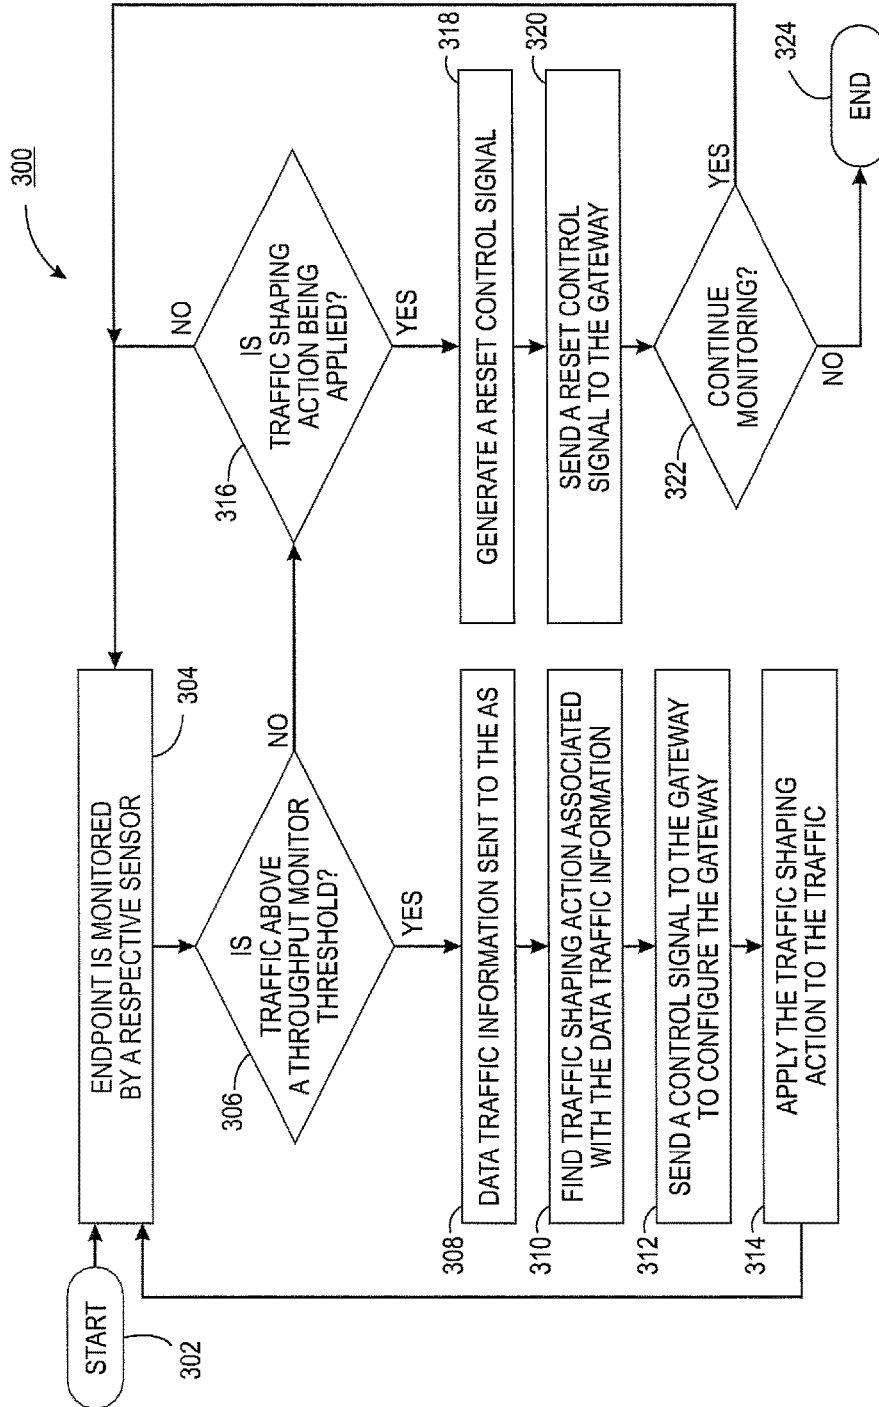 300
START
302
ENDPOINT IS MONITORED
BY A RESPECTIVE SENSOR
304
IS
TRAFFIC ABOVE
A THROUGHPUT MONITOR
THRESHOLD?
306
NO
YES
308
DATA TRAFFIC INFORMATION SENT TO THE AS
310
FIND TRAFFIC SHAPING ACTION ASSOCIATED
WITH THE DATA TRAFFIC INFORMATION
312
SEND A CONTROL SIGNAL TO THE GATEWAY
TO CONFIGURE THE GATEWAY
314
APPLY THE TRAFFIC SHAPING
ACTION TO THE TRAFFIC
IS
TRAFFIC SHAPING
ACTION BEING
APPLIED?
316
NO
YES
GENERATE A RESET CONTROL SIGNAL
318
SEND A RESET CONTROL
SIGNAL TO THE GATEWAY
320
CONTINUE
MONITORING?
322
YES
NO
END
324